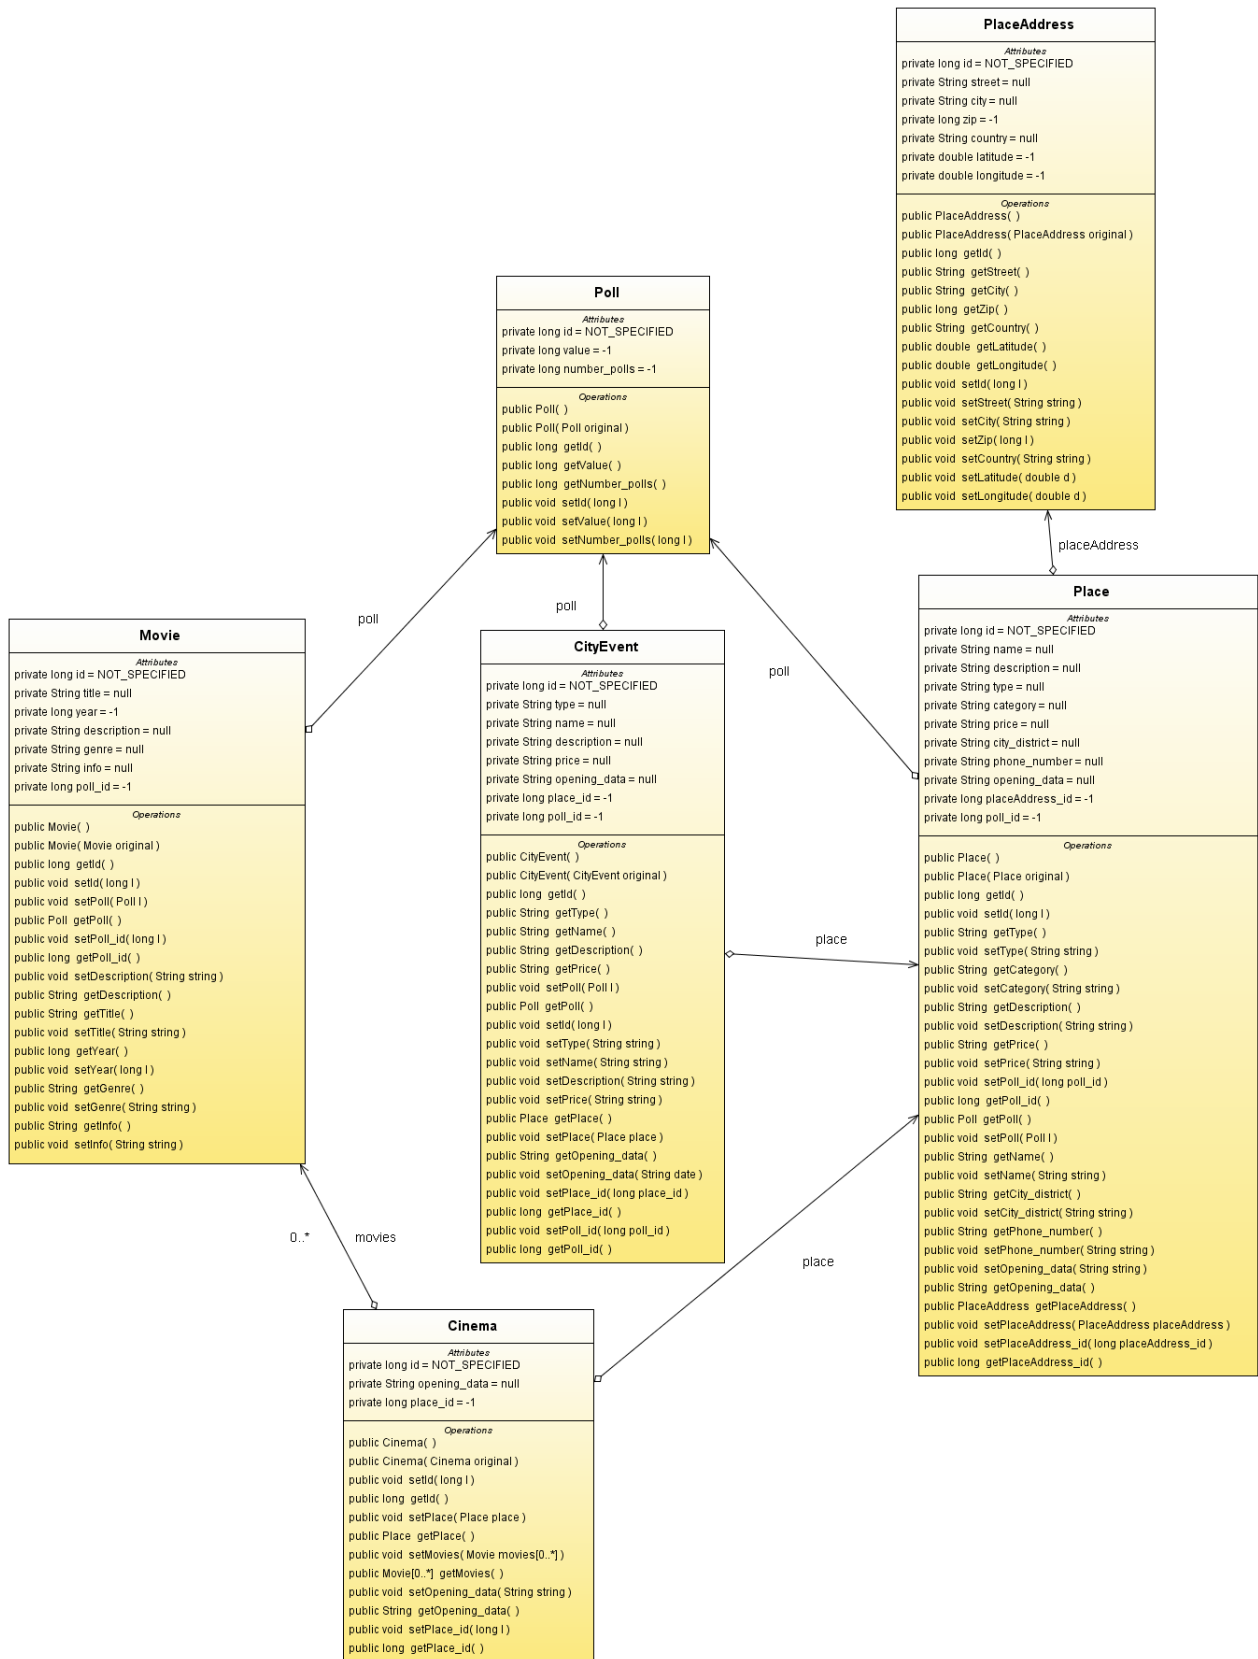 PlaceAddress
Attributes
private long id = NOT_SPECIFIED
private String street = null
private String city = null
private long zip = -1
private String country = null
private double latitude = -1
private double longitude = -1
Operations
public PlaceAddress( )
public PlaceAddress( PlaceAddress original )
public long getId( )
public String getStreet( )
public String getCity( )
public long getZip( )
public String getCountry( )
public double getLatitude( )
public double getLongitude( )
public void setId( long l )
public void setStreet( String string )
public void setCity( String string )
public void setZip( long l )
public void setCountry( String string )
public void setLatitude( double d )
public void setLongitude( double d )
Poll
Attributes
private long id = NOT_SPECIFIED
private long value = -1
private long number_polls = -1
Operations
public Poll( )
public Poll( Poll original )
public long getId( )
public long getValue( )
public long getNumber_polls( )
public void setId( long l )
public void setValue( long l )
public void setNumber_polls( long l )
placeAddress
poll
poll
poll
Movie
Attributes
private long id = NOT_SPECIFIED
private String title = null
private long year = -1
private String description = null
private String genre = null
private String info = null
private long poll_id = -1
Operations
public Movie( )
public Movie( Movie original )
public long getId( )
public void setId( long l )
public void setPoll( Poll l )
public Poll getPoll( )
public void setPoll_id( long l )
public long getPoll_id( )
public void setDescription( String string )
public String getDescription( )
public String getTitle( )
public void setTitle( String string )
public long getYear( )
public void setYear( long l )
public String getGenre( )
public void setGenre( String string )
public String getInfo( )
public void setInfo( String string )
CityEvent
Attributes
private long id = NOT_SPECIFIED
private String type = null
private String name = null
private String description = null
private String price = null
private String opening_data = null
private long place_id = -1
private long poll_id = -1
Operations
public CityEvent( )
public CityEvent( CityEvent original )
public long getId( )
public String getType( )
public String getName( )
public String getDescription( )
public String getPrice( )
public void setPoll( Poll l )
public Poll getPoll( )
public void setId( long l )
public void setType( String string )
public void setName( String string )
public void setDescription( String string )
public void setPrice( String string )
public Place getPlace( )
public void setPlace( Place place )
public String getOpening_data( )
public void setOpening_data( String date )
public void setPlace_id( long place_id )
public long getPlace_id( )
public void setPoll_id( long poll_id )
public long getPoll_id( )
place
Place
Attributes
private long id = NOT_SPECIFIED
private String name = null
private String description = null
private String type = null
private String category = null
private String price = null
private String city_district = null
private String phone_number = null
private String opening_data = null
private long placeAddress_id = -1
private long poll_id = -1
Operations
public Place( )
public Place( Place original )
public long getId( )
public void setId( long l )
public String getType( )
public void setType( String string )
public String getCategory( )
public void setCategory( String string )
public String getDescription( )
public void setDescription( String string )
public String getPrice( )
public void setPrice( String string )
public void setPoll_id( long poll_id )
public long getPoll_id( )
public Poll getPoll( )
public void setPoll( Poll l )
public String getName( )
public void setName( String string )
public String getCity_district( )
public void setCity_district( String string )
public String getPhone_number( )
public void setPhone_number( String string )
public void setOpening_data( String string )
public String getOpening_data( )
public PlaceAddress getPlaceAddress( )
public void setPlaceAddress( PlaceAddress placeAddress )
public void setPlaceAddress_id( long placeAddress_id )
public long getPlaceAddress_id( )
0..*
movies
place
Cinema
Attributes
private long id = NOT_SPECIFIED
private String opening_data = null
private long place_id = -1
Operations
public Cinema( )
public Cinema( Cinema original )
public void setId( long l )
public long getId( )
public void setPlace( Place place )
public Place getPlace( )
public void setMovies( Movie movies[0..*] )
public Movie[0..*] getMovies( )
public void setOpening_data( String string )
public String getOpening_data( )
public void setPlace_id( long l )
public long getPlace_id( )